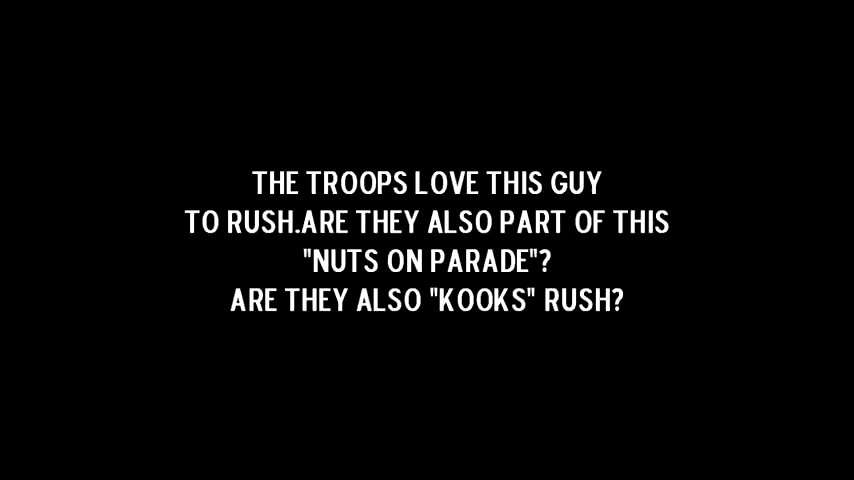 THE TROOPS LOVE THIS GUY
TO RUSH.ARE THEY ALSO PART OF THIS
"NUTS ON PARADE"?
ARE THEY ALSO "KOOKS" RUSH?